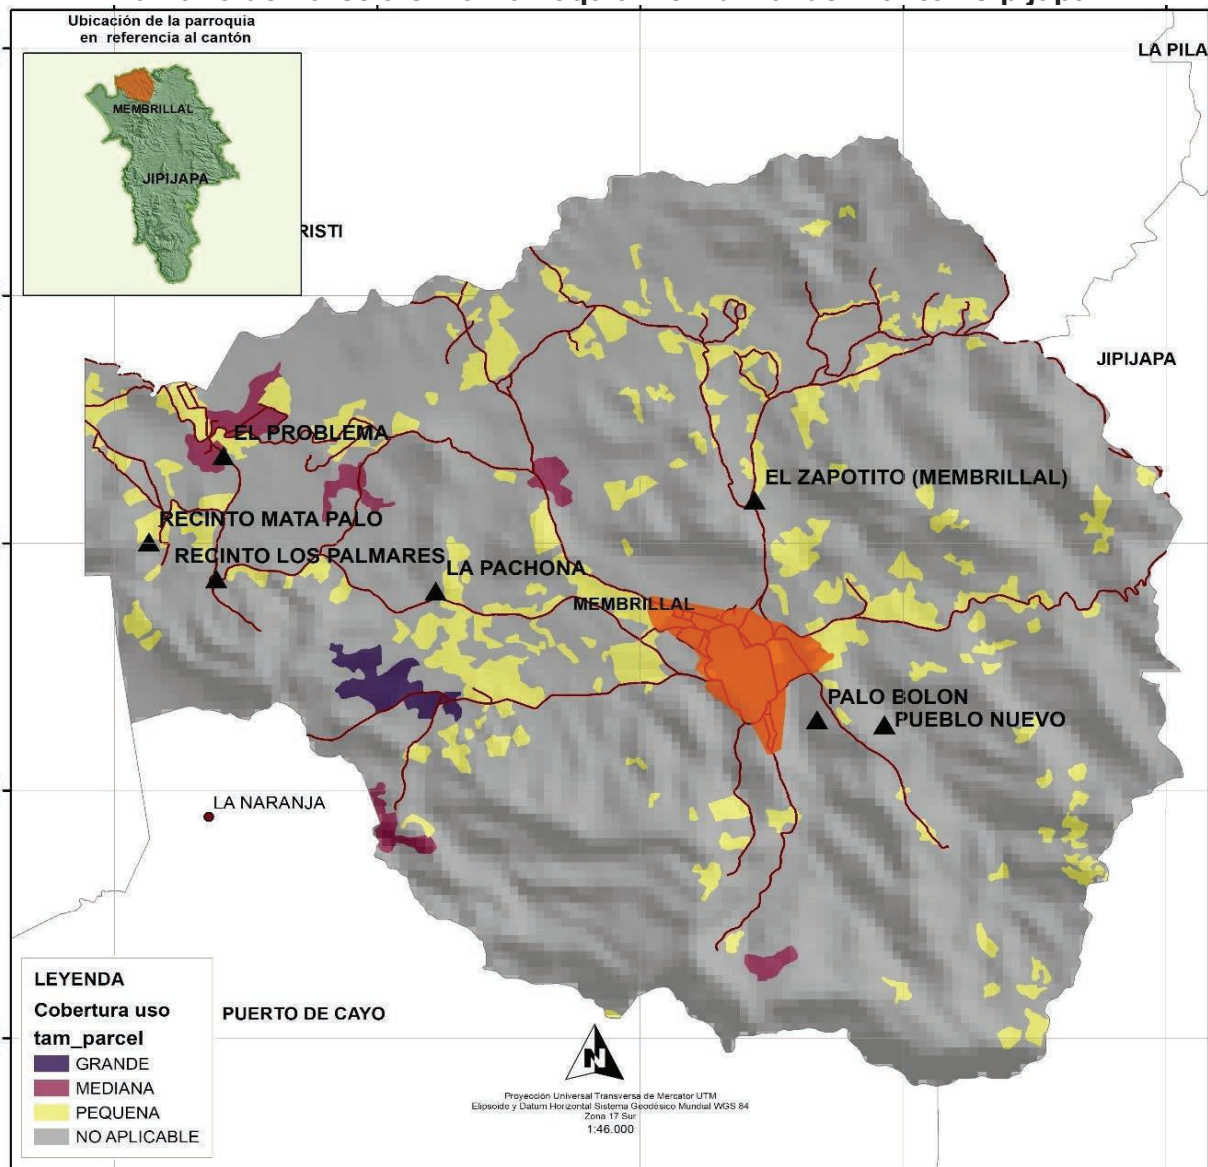 Ubicación de la parroquia
en referencia al cantón
MEMBRILLAL
JIPIJAPA
LA PILA
RISTI
JIPIJAPA
EL PROBLEMA
EL ZAPOTITO (MEMBRILLAL)
RECINTO MATA PALO
RECINTO LOS PALMARES
LA PACHONA
MEMBRILLAL
PALO BOLON
PUEBLO NUEVO
LA NARANJA
LEYENDA
Cobertura uso
tam_parcel
GRANDE
MEDIANA
PEQUENA
NO APLICABLE
PUERTO DE CAYO
N
Proyección Universal Transversa de Mercator UTM
Elipsoide y Datum Horizontal Sistema Geodésico Mundial WGS 84
Zona 17 Sur
1:46.000